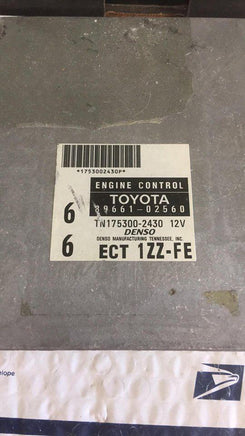 *1753002430P*
ENGINE CONTROL
TOYOTA
6 89661-02560
TN175300-2430 12V
DENSO
DENSO MANUFACTURING TENNESSEE, INC.
6 ECT 1ZZ-FE
elope